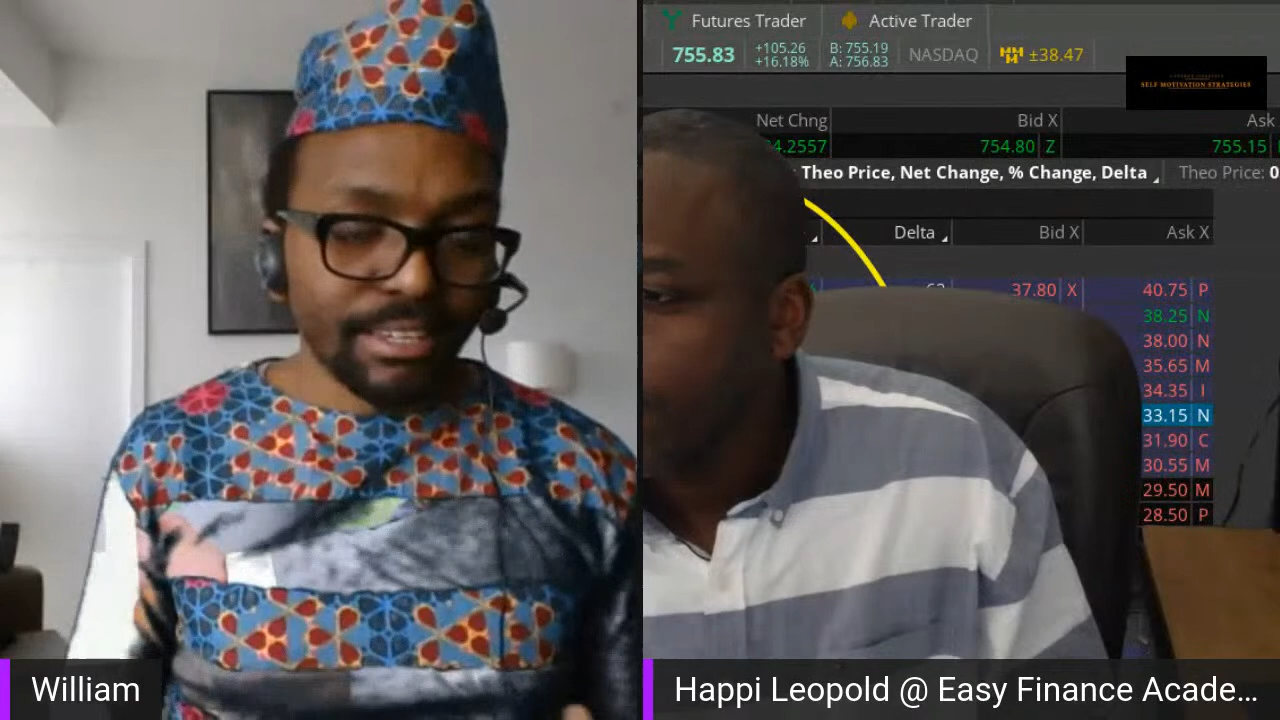 Futures Trader
Active Trader
755.83
+105.26
+16.18%
B: 755.19
A: 756.83
NASDAQ
±38.47
SELF MOTIVATION STRATEGIES
Net Chng
Bid X
Ask
4.2557
754.80 Z
755.15
Theo Price, Net Change, % Change, Delta
Theo Price: 0
Delta
Bid X
Ask X
37.80 X
40.75 P
38.25 N
38.00 N
35.65 M
34.35 I
33.15 N
31.90 C
30.55 M
29.50 M
28.50 P
William
Happi Leopold @ Easy Finance Acade...